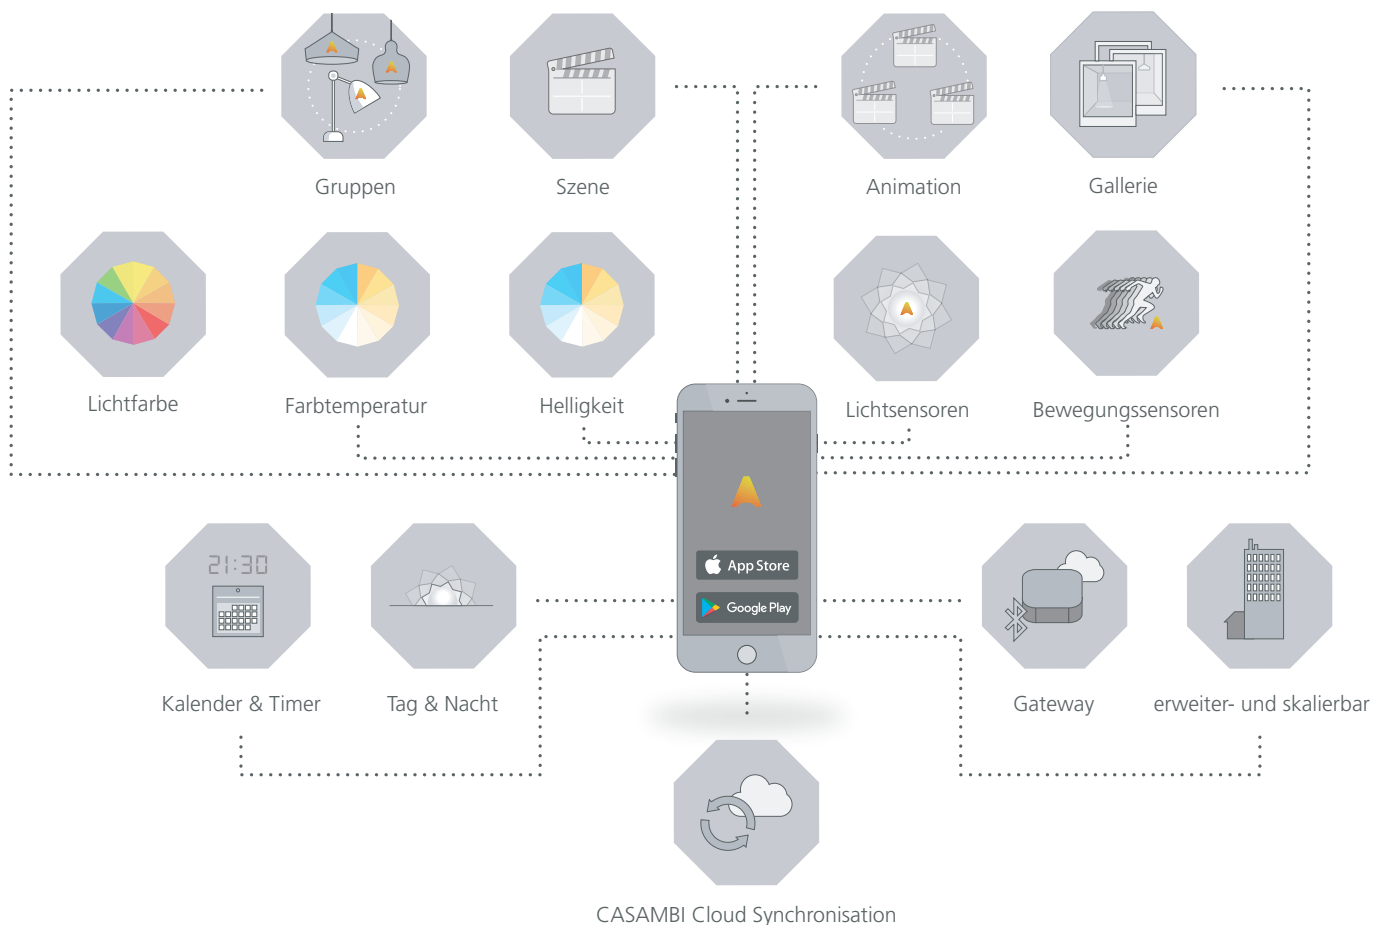 Gruppen
Szene
Animation
Gallerie
Lichtfarbe
Farbtemperatur
Helligkeit
Lichtsensoren
Bewegungssensoren
App Store
Google Play
21:30
Kalender & Timer
Tag & Nacht
Gateway
erweiter- und skalierbar
CASAMBI Cloud Synchronisation